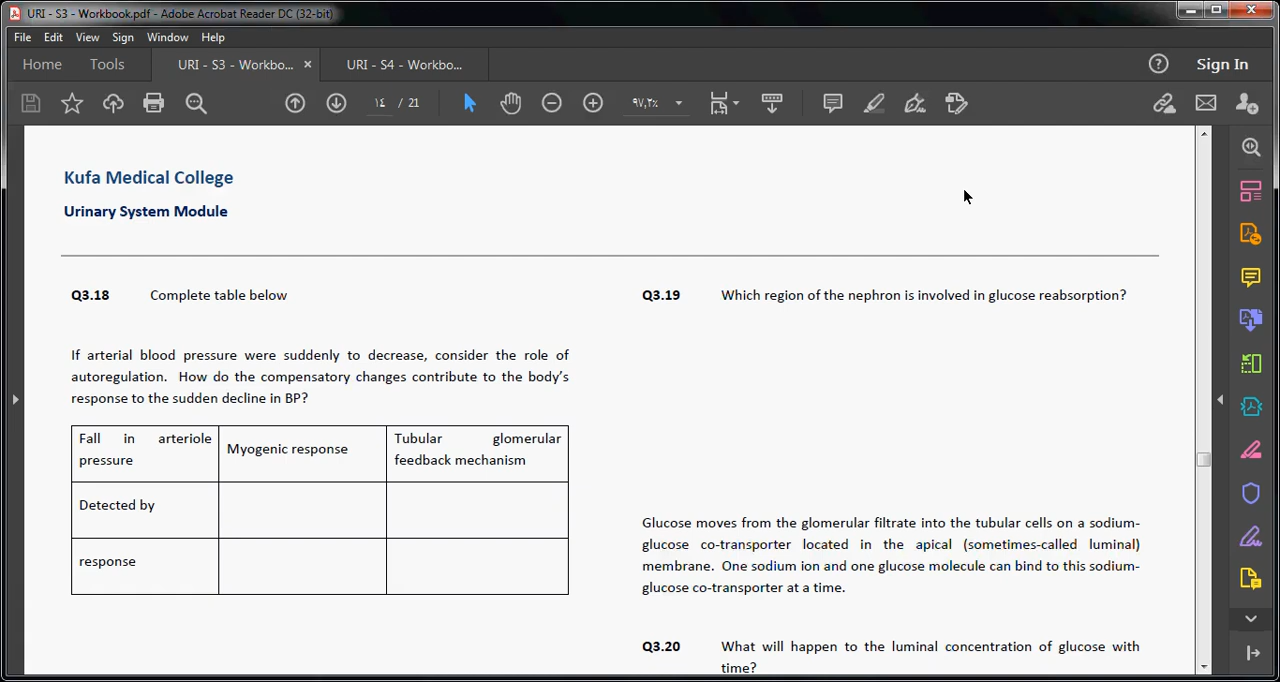 URI - S3 - Workbook.pdf - Adobe Acrobat Reader DC (32-bit)
File Edit View Sign Window Help
Home Tools URI - S3 - Workbo... × URI - S4 - Workbo... Sign In
١٤ / 21 ٩٧,٢٪
Kufa Medical College
Urinary System Module
Q3.18 Complete table below
If arterial blood pressure were suddenly to decrease, consider the role of
autoregulation. How do the compensatory changes contribute to the body’s
response to the sudden decline in BP?
Fall in arteriole
pressure
Myogenic response
Tubular glomerular
feedback mechanism
Detected by
response
Q3.19 Which region of the nephron is involved in glucose reabsorption?
Glucose moves from the glomerular filtrate into the tubular cells on a sodium-
glucose co-transporter located in the apical (sometimes-called luminal)
membrane. One sodium ion and one glucose molecule can bind to this sodium-
glucose co-transporter at a time.
Q3.20 What will happen to the luminal concentration of glucose with
time?